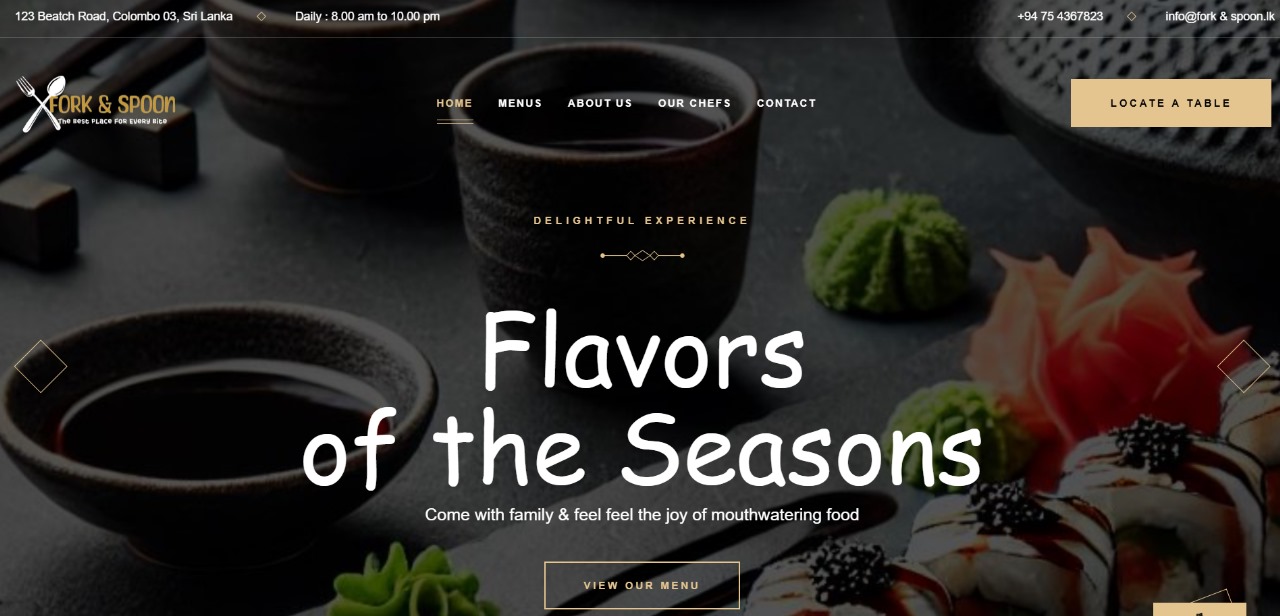 123 Beatch Road, Colombo 03, Sri Lanka
Daily : 8.00 am to 10.00 pm
+94 75 4367823
info@fork & spoon.lk
FORK & SPOON
The Best Place For Every Bite
HOME
MENUS
ABOUT US
OUR CHEFS
CONTACT
LOCATE A TABLE
DELIGHTFUL EXPERIENCE
Flavors
of the Seasons
Come with family & feel feel the joy of mouthwatering food
VIEW OUR MENU